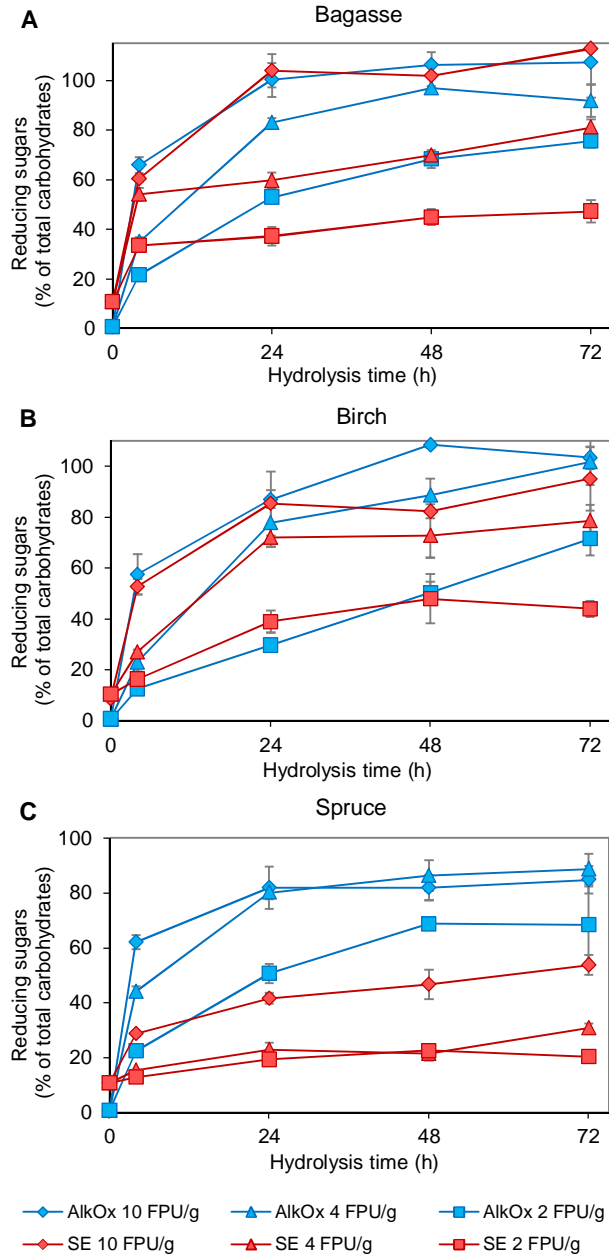 A
Bagasse
Reducing sugars
(% of total carbohydrates)
100
80
60
40
20
0
0 24 48 72
Hydrolysis time (h)
B
Birch
Reducing sugars
(% of total carbohydrates)
100
80
60
40
20
0
0 24 48 72
Hydrolysis time (h)
C
Spruce
Reducing sugars
(% of total carbohydrates)
100
80
60
40
20
0
0 24 48 72
Hydrolysis time (h)
AlkOx 10 FPU/g AlkOx 4 FPU/g AlkOx 2 FPU/g
SE 10 FPU/g SE 4 FPU/g SE 2 FPU/g